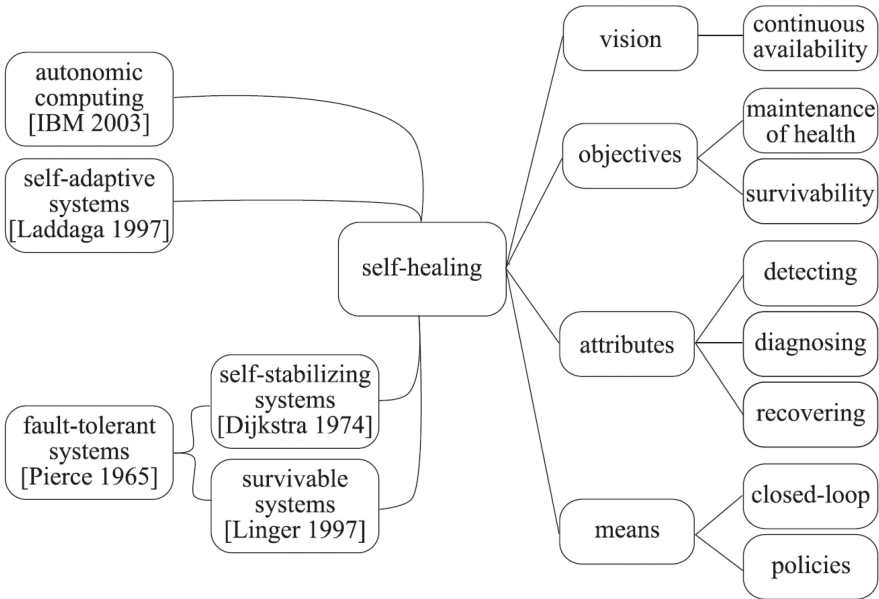 autonomic
computing
[IBM 2003]
self-adaptive
systems
[Laddaga 1997]
fault-tolerant
systems
[Pierce 1965]
self-stabilizing
systems
[Dijkstra 1974]
survivable
systems
[Linger 1997]
self-healing
vision
continuous
availability
objectives
maintenance
of health
survivability
attributes
detecting
diagnosing
recovering
means
closed-loop
policies